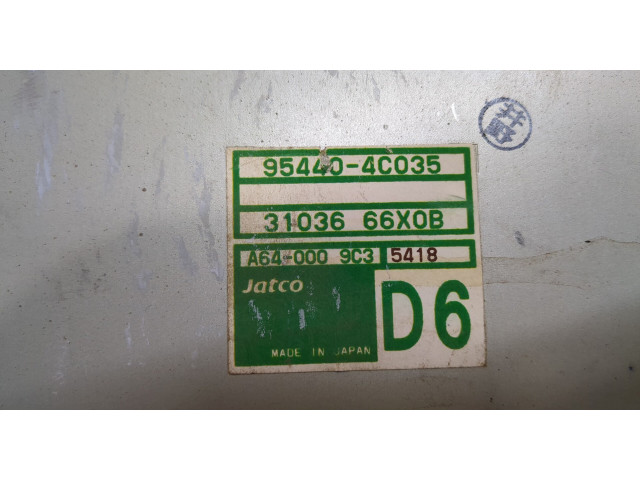 95440-4C035
31036 66X0B
A64-000 9C3 5418
Jatco
D6
MADE IN JAPAN